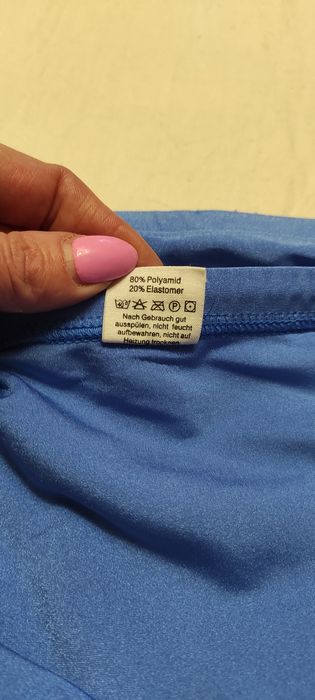 80% Polyamid
20% Elastomer
Nach Gebrauch gut
ausspülen, nicht feucht
aufbewahren, nicht auf
Heizung trocknen